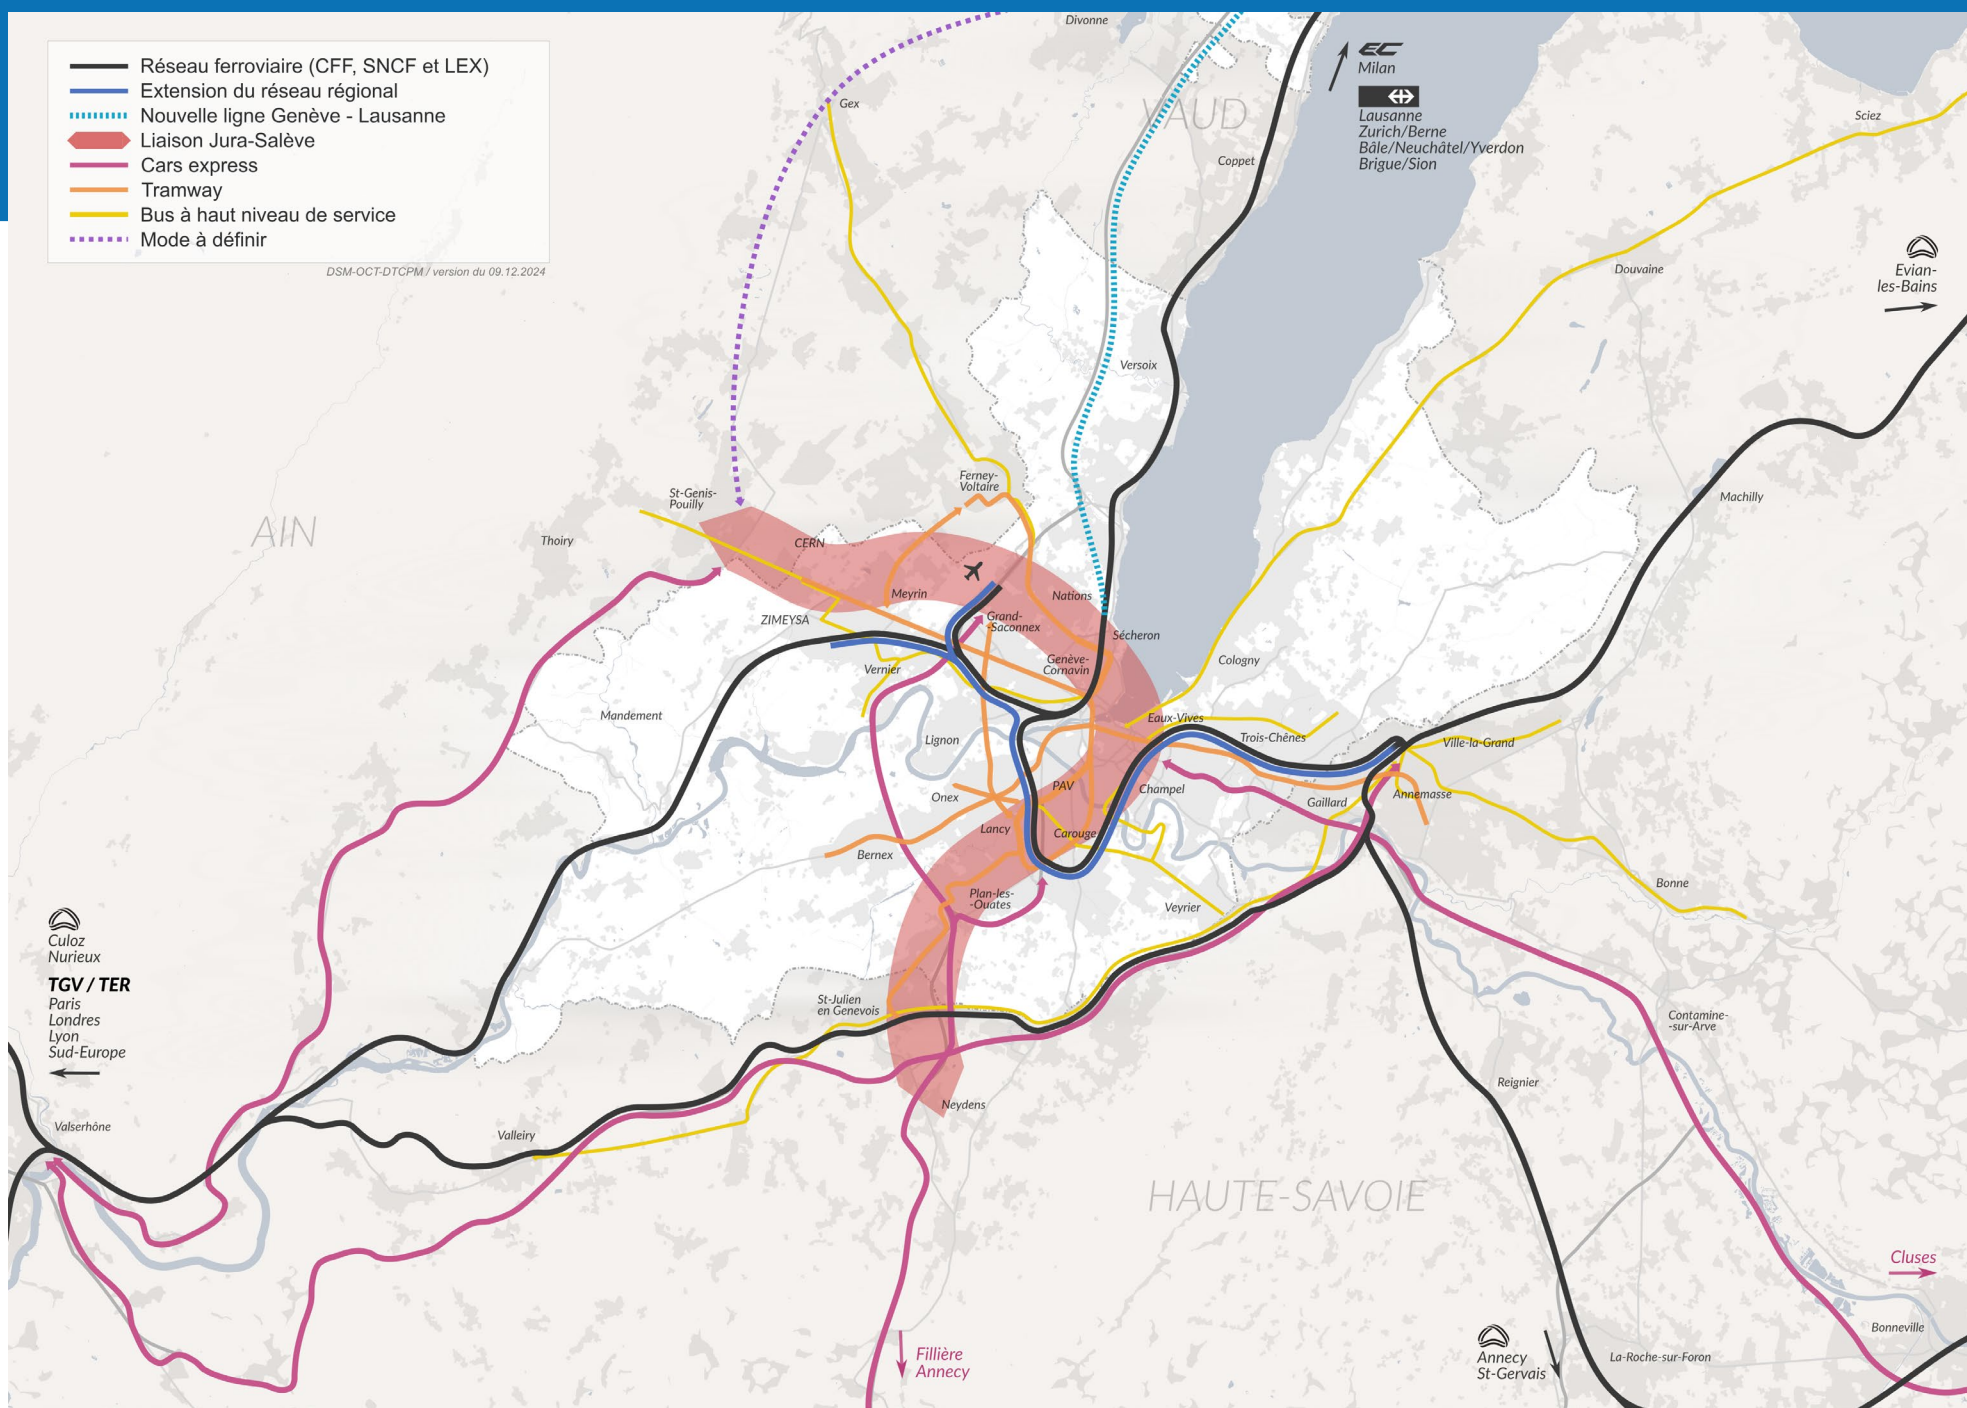 Réseau ferroviaire (CFF, SNCF et LEX)
Extension du réseau régional
Nouvelle ligne Genève - Lausanne
Liaison Jura-Salève
Cars express
Tramway
Bus à haut niveau de service
Mode à définir
DSM-OCT-DTCPM / version du 09.12.2024
Divonne
EC
Milan
Lausanne
Zurich/Berne
Bâle/Neuchâtel/Yverdon
Brigue/Sion
VAUD
Gex
Coppet
Sciez
Douvaine
Evian-
les-Bains
Versoix
Machilly
Ferney-
Voltaire
St-Genis-
Pouilly
AIN
Thoiry
CERN
Meyrin
Nations
ZIMEYSA
Grand-
-Saconnex
Sécheron
Genève-
Cornavin
Cologny
Vernier
Mandement
Eaux-Vives
Trois-Chênes
Lignon
Ville-la-Grand
PAV
Champel
Onex
Gaillard
Annemasse
Lancy
Carouge
Bernex
Bonne
Plan-les-
-Ouates
Veyrier
Culoz
Nurieux
TGV / TER
Paris
Londres
Lyon
Sud-Europe
St-Julien
en Genevois
Contamine-
-sur-Arve
Reignier
Neydens
Valserhône
Valleiry
HAUTE-SAVOIE
Cluses
Bonneville
Fillière
Annecy
Annecy
St-Gervais
La-Roche-sur-Foron